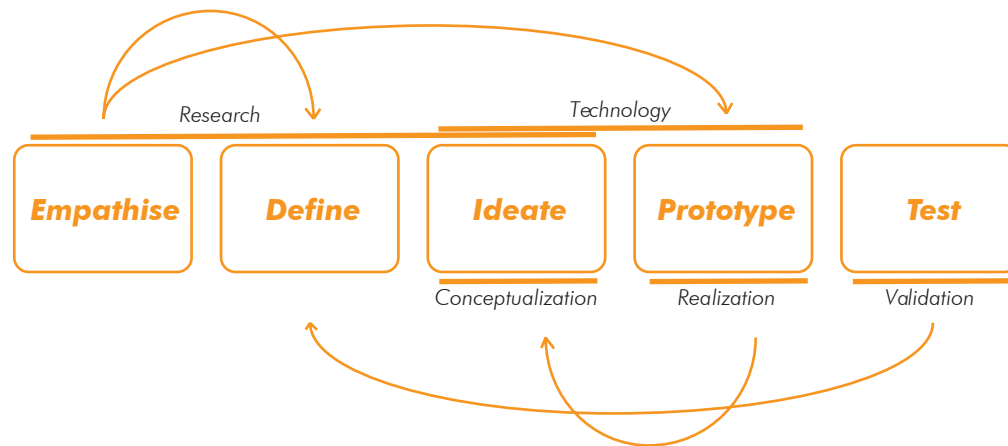 Research
Technology
Empathise
Define
Ideate
Prototype
Test
Conceptualization
Realization
Validation